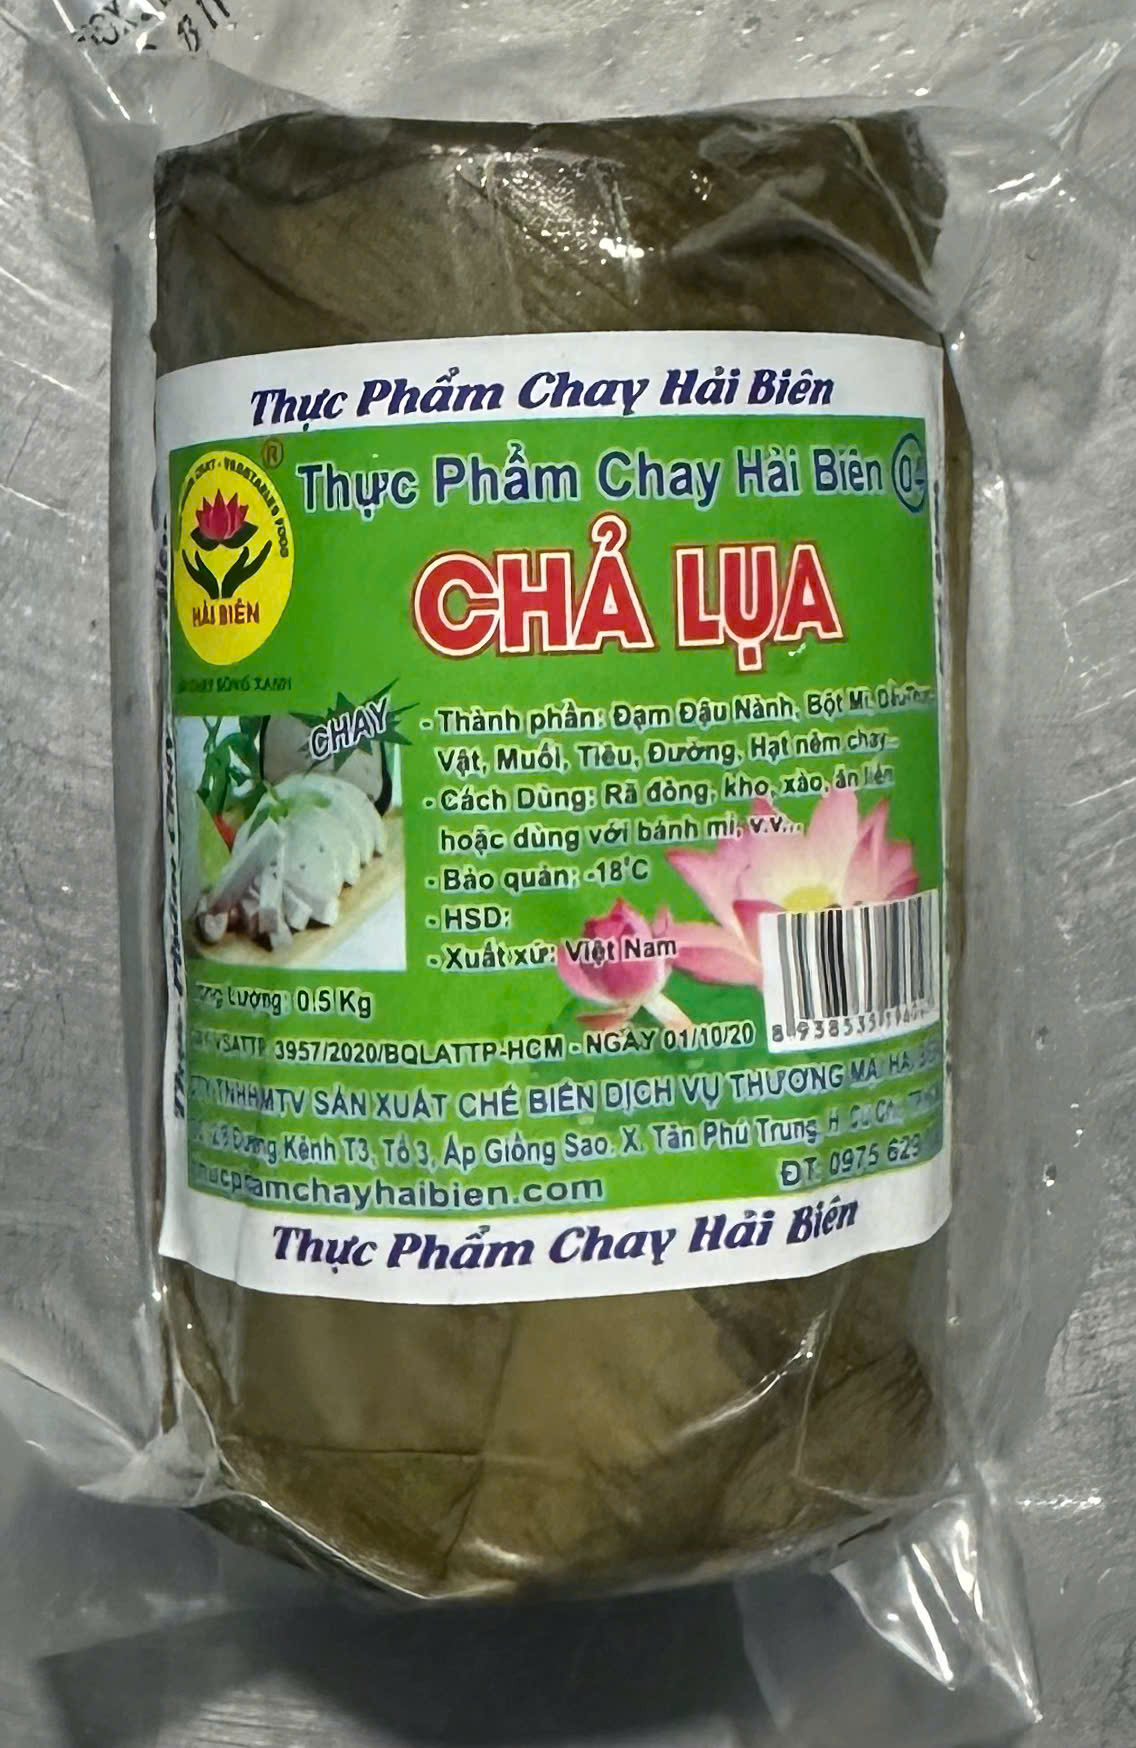 Thực Phẩm Chay Hải Biên
Thực Phẩm Chay Hải Biên
®
HẢI BIÊN
CHẢ LỤA
CHAY
- Thành phần: Đạm Đậu Nành, Bột Mì,
Vật, Muối, Tiêu, Đường, Hạt nêm chay
- Cách Dùng: Rã đông, kho, xào, ăn liền
hoặc dùng với bánh mì, v.v...
- Bảo quản: -18°C
- HSD:
- Xuất xứ: Việt Nam
Lượng: 0.5 Kg
3957/2020/BQLATTP-HCM - NGÀY 01/10/20
TNHH MTV SẢN XUẤT CHẾ BIẾN DỊCH VỤ THƯƠNG MẠI
Đường Kênh T3, Tổ 3, Ấp Giồng Sao, X. Tân Phú Trung, H
ĐT: 0975 629
amchayhaibien.com
Thực Phẩm Chay Hải Biên